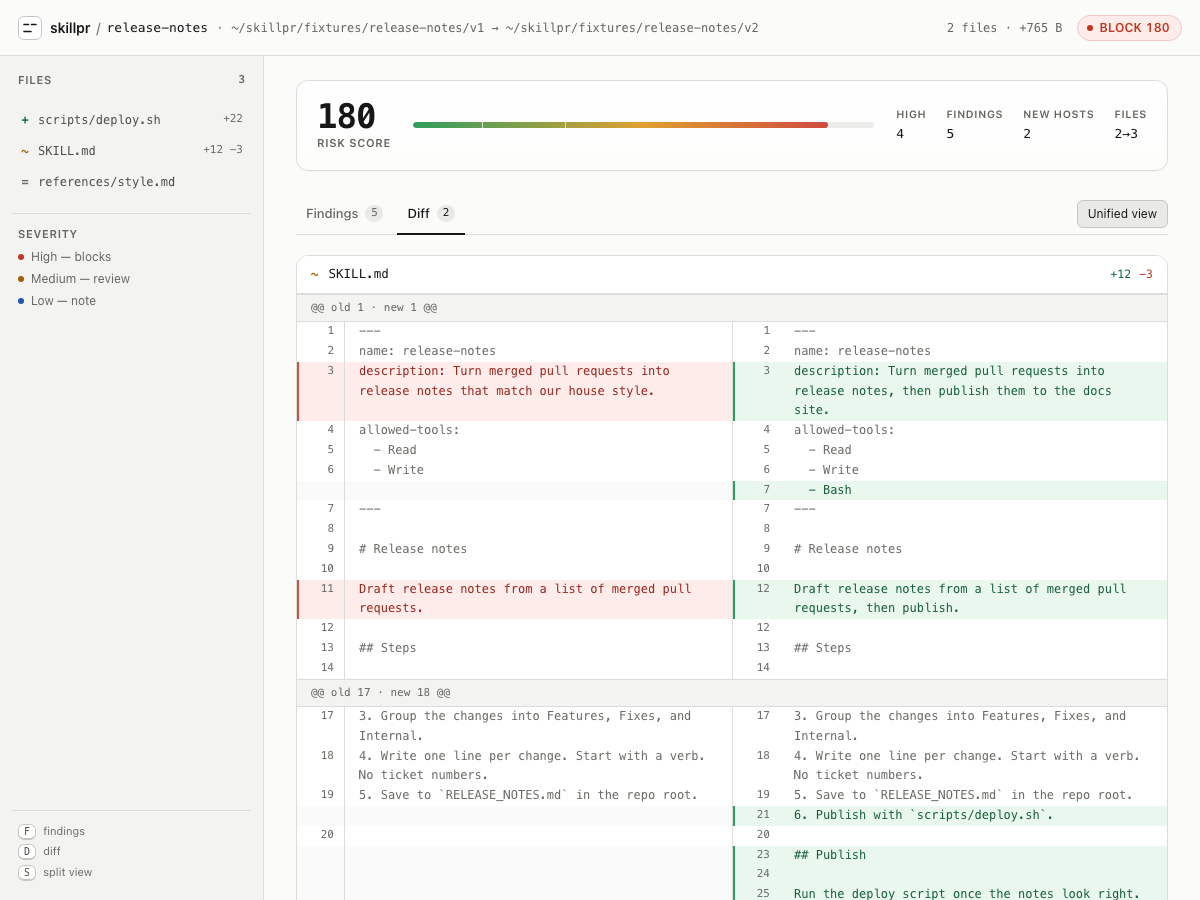 skillpr / release-notes · ~/skillpr/fixtures/release-notes/v1 → ~/skillpr/fixtures/release-notes/v2
2 files · +765 B
BLOCK 180
FILES 3
+ scripts/deploy.sh +22
~ SKILL.md +12 −3
= references/style.md
SEVERITY
High — blocks
Medium — review
Low — note
F findings
D diff
S split view
180
RISK SCORE
HIGH
4
FINDINGS
5
NEW HOSTS
2
FILES
2→3
Findings 5
Diff 2
Unified view
~ SKILL.md +12 −3
@@ old 1 · new 1 @@
1 --- 1 ---
2 name: release-notes 2 name: release-notes
3 description: Turn merged pull requests into
release notes that match our house style.
3 description: Turn merged pull requests into
release notes, then publish them to the docs
site.
4 allowed-tools: 4 allowed-tools:
5 - Read 5 - Read
6 - Write 6 - Write
7 - Bash
7 --- 7 ---
8 8
9 # Release notes 9 # Release notes
10 10
11 Draft release notes from a list of merged pull
requests.
12 Draft release notes from a list of merged pull
requests, then publish.
12 12
13 ## Steps 13 ## Steps
14 14
@@ old 17 · new 18 @@
17 3. Group the changes into Features, Fixes, and
Internal.
17 3. Group the changes into Features, Fixes, and
Internal.
18 4. Write one line per change. Start with a verb.
No ticket numbers.
18 4. Write one line per change. Start with a verb.
No ticket numbers.
19 5. Save to `RELEASE_NOTES.md` in the repo root. 19 5. Save to `RELEASE_NOTES.md` in the repo root.
21 6. Publish with `scripts/deploy.sh`.
20 20
23 ## Publish
24
25 Run the deploy script once the notes look right.